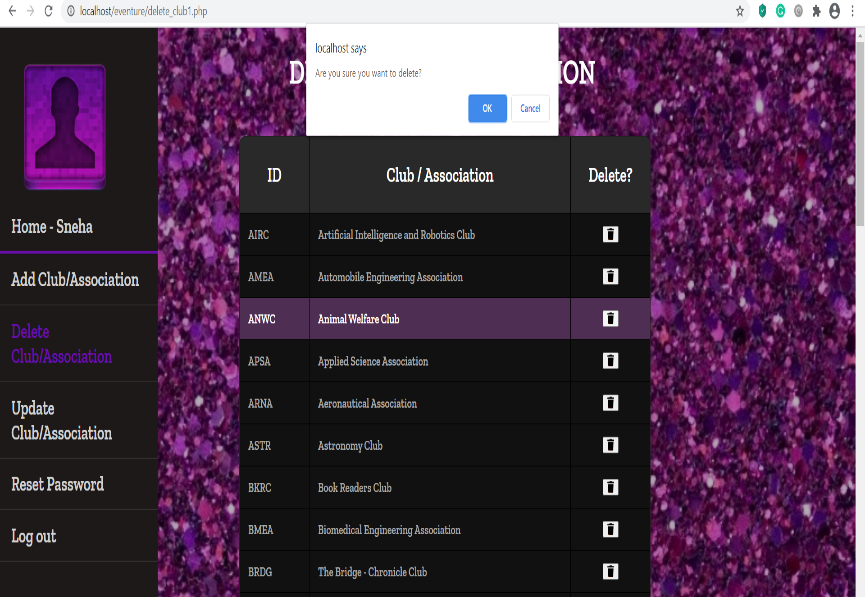 localhost/eventure/delete_club1.php
localhost says
Are you sure you want to delete?
OK
Cancel
Home - Sneha
Add Club/Association
Delete
Club/Association
Update
Club/Association
Reset Password
Log out
ID
Club / Association
Delete?
AIRC
Artificial Intelligence and Robotics Club
AMEA
Automobile Engineering Association
ANWC
Animal Welfare Club
APSA
Applied Science Association
ARNA
Aeronautical Association
ASTR
Astronomy Club
BKRC
Book Readers Club
BMEA
Biomedical Engineering Association
BRDG
The Bridge - Chronicle Club